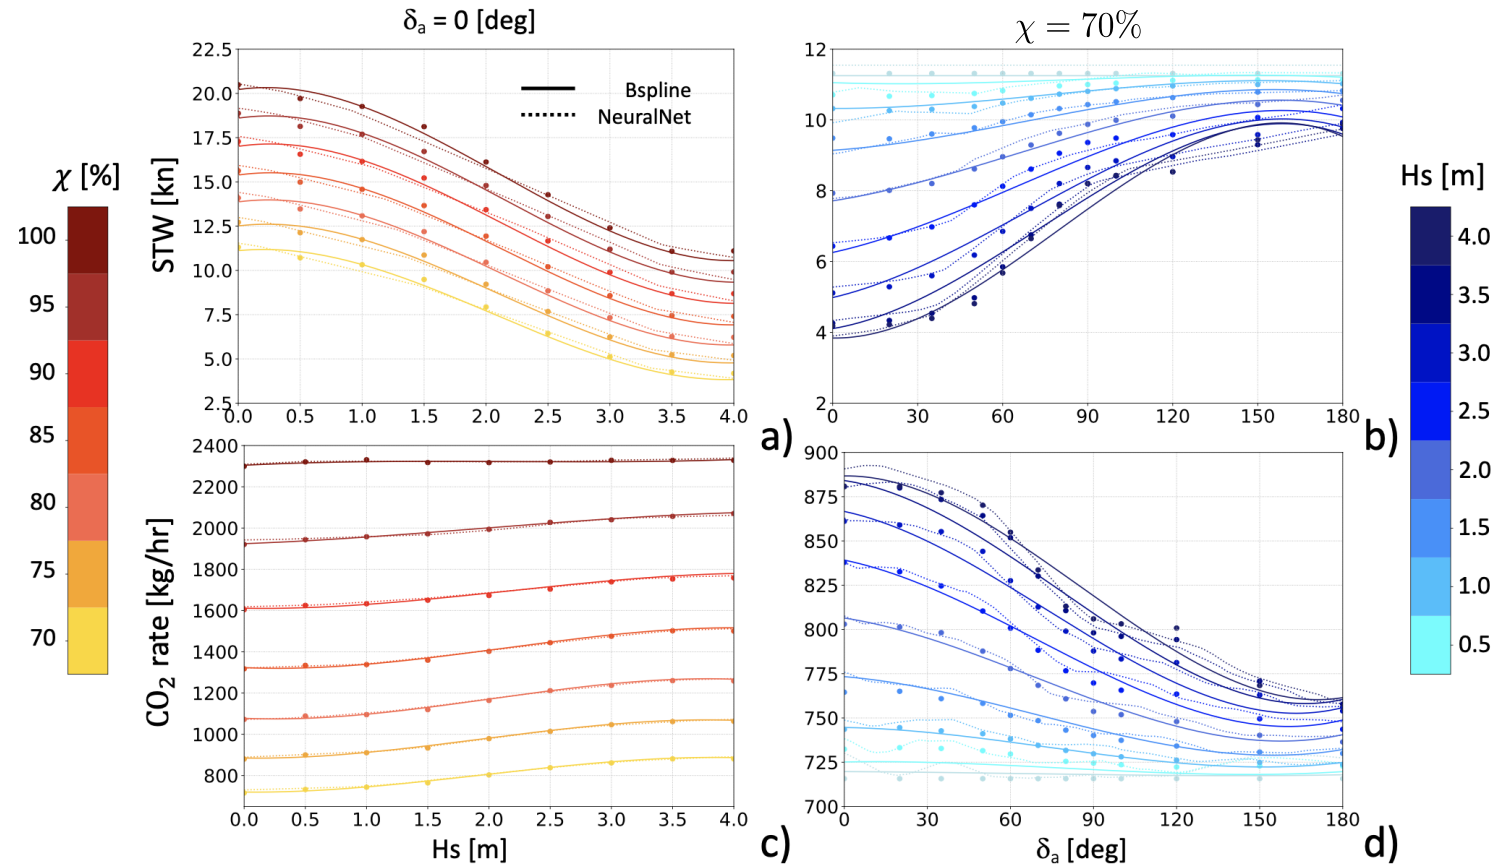 δa = 0 [deg]
χ = 70%
22.5
20.0
17.5
15.0
12.5
10.0
7.5
5.0
2.5
STW [kn]
Bspline
NeuralNet
0.0 0.5 1.0 1.5 2.0 2.5 3.0 3.5 4.0
a)
12
10
8
6
4
2
0 30 60 90 120 150 180
b)
χ [%]
100
95
90
85
80
75
70
Hs [m]
4.0
3.5
3.0
2.5
2.0
1.5
1.0
0.5
2400
2200
2000
1800
1600
1400
1200
1000
800
CO2 rate [kg/hr]
0.0 0.5 1.0 1.5 2.0 2.5 3.0 3.5 4.0
Hs [m]
c)
900
875
850
825
800
775
750
725
700
0 30 60 90 120 150 180
δa [deg]
d)